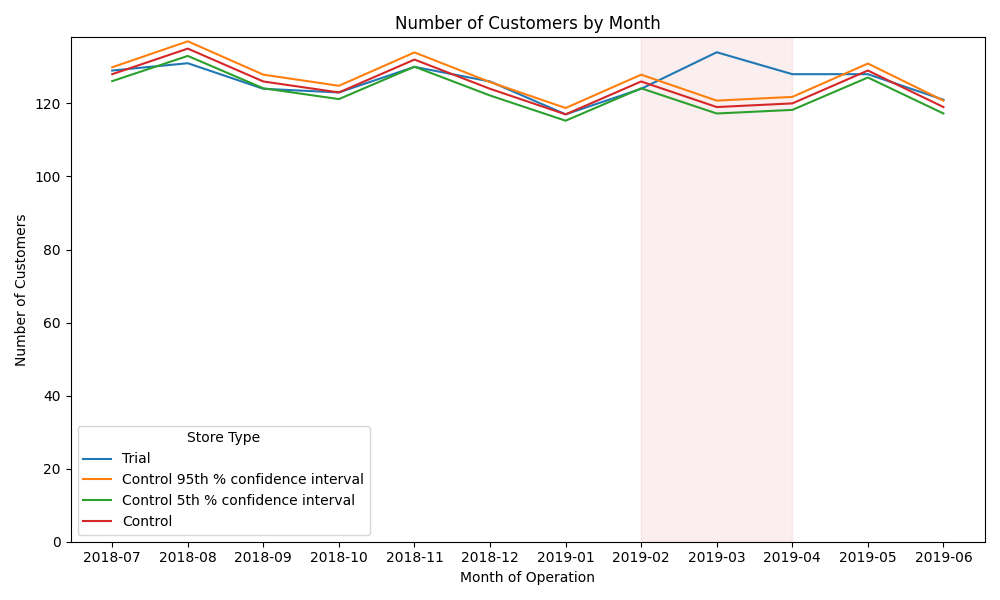 Number of Customers by Month
Number of Customers
120
100
80
60
40
20
0
Store Type
Trial
Control 95th % confidence interval
Control 5th % confidence interval
Control
2018-07 2018-08 2018-09 2018-10 2018-11 2018-12 2019-01 2019-02 2019-03 2019-04 2019-05 2019-06
Month of Operation